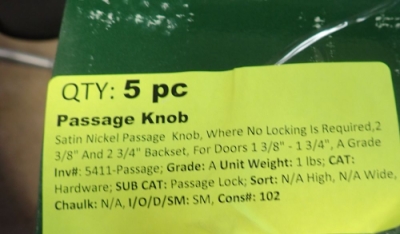 QTY: 5 pc
Passage Knob
Satin Nickel Passage Knob, Where No Locking Is Required,2
3/8" And 2 3/4" Backset, For Doors 1 3/8" - 1 3/4", A Grade
Inv#: 5411-Passage; Grade: A Unit Weight: 1 lbs; CAT:
Hardware; SUB CAT: Passage Lock; Sort: N/A High, N/A Wide,
Chaulk: N/A, I/O/D/SM: SM, Cons#: 102